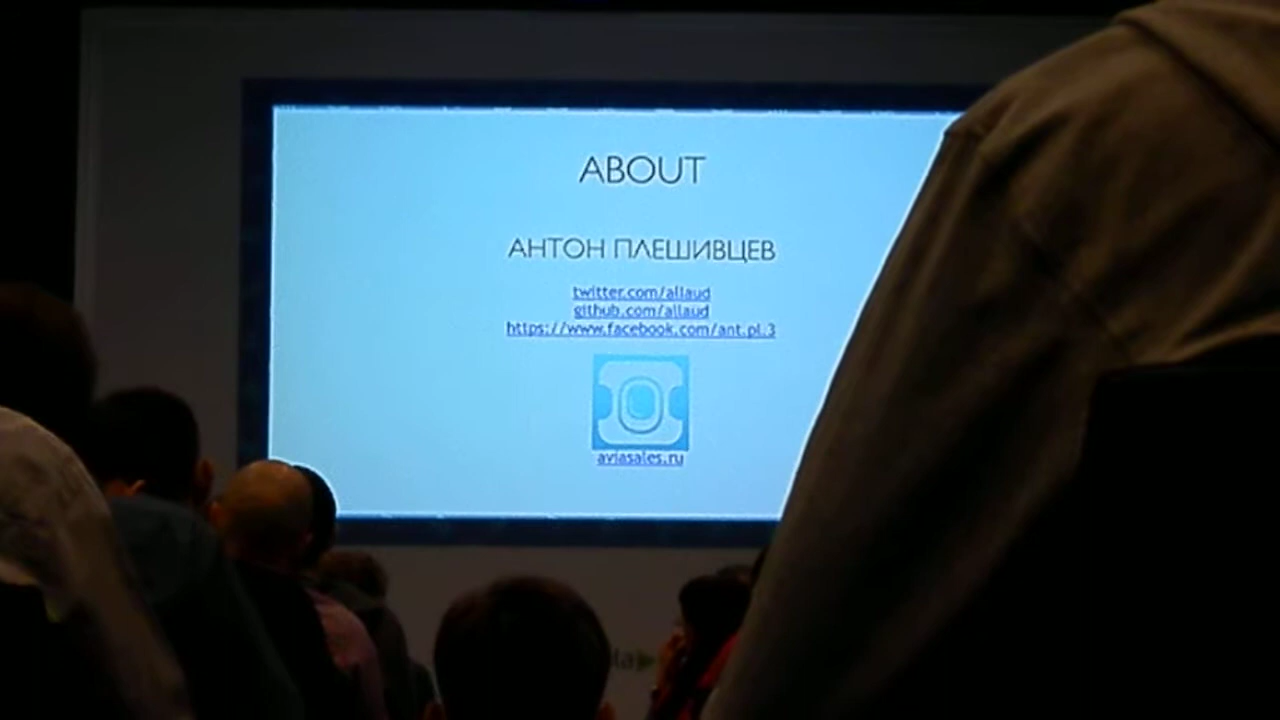 ABOUT
АНТОН ПЛЕШИВЦЕВ
twitter.com/allaud
github.com/allaud
https://www.facebook.com/ant.pl.3
aviasales.ru